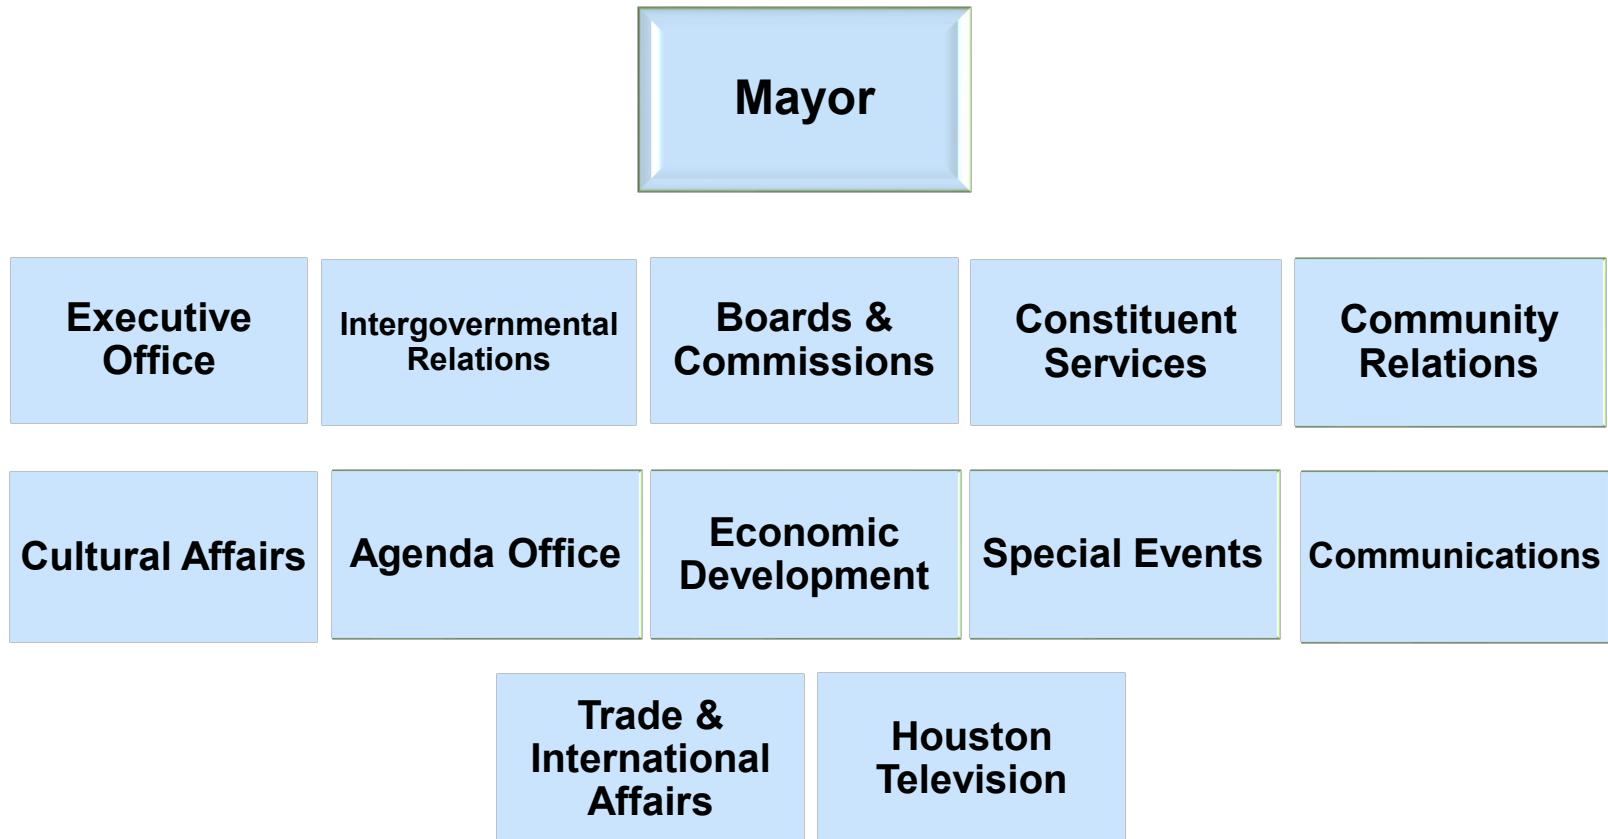 Mayor
Executive
Office
Intergovernmental
Relations
Boards &
Commissions
Constituent
Services
Community
Relations
Cultural Affairs
Agenda Office
Economic
Development
Special Events
Communications
Trade &
International
Affairs
Houston
Television